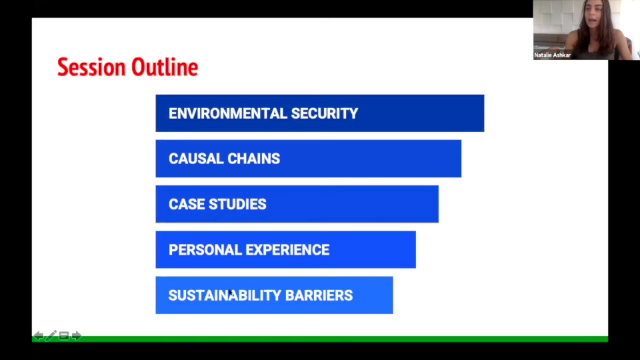 Session Outline
Natalie Ashkar
ENVIRONMENTAL SECURITY
CAUSAL CHAINS
CASE STUDIES
PERSONAL EXPERIENCE
SUSTAINABILITY BARRIERS